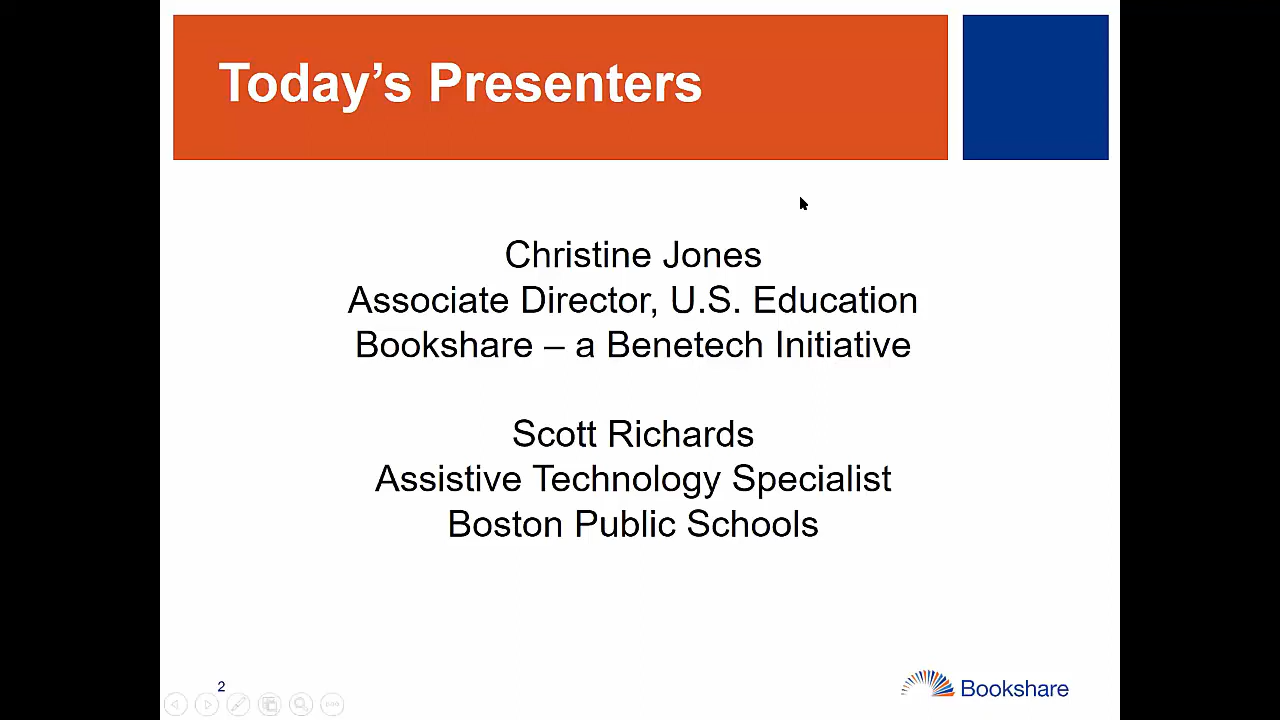 Today’s Presenters
Christine Jones
Associate Director, U.S. Education
Bookshare – a Benetech Initiative
Scott Richards
Assistive Technology Specialist
Boston Public Schools
2
Bookshare